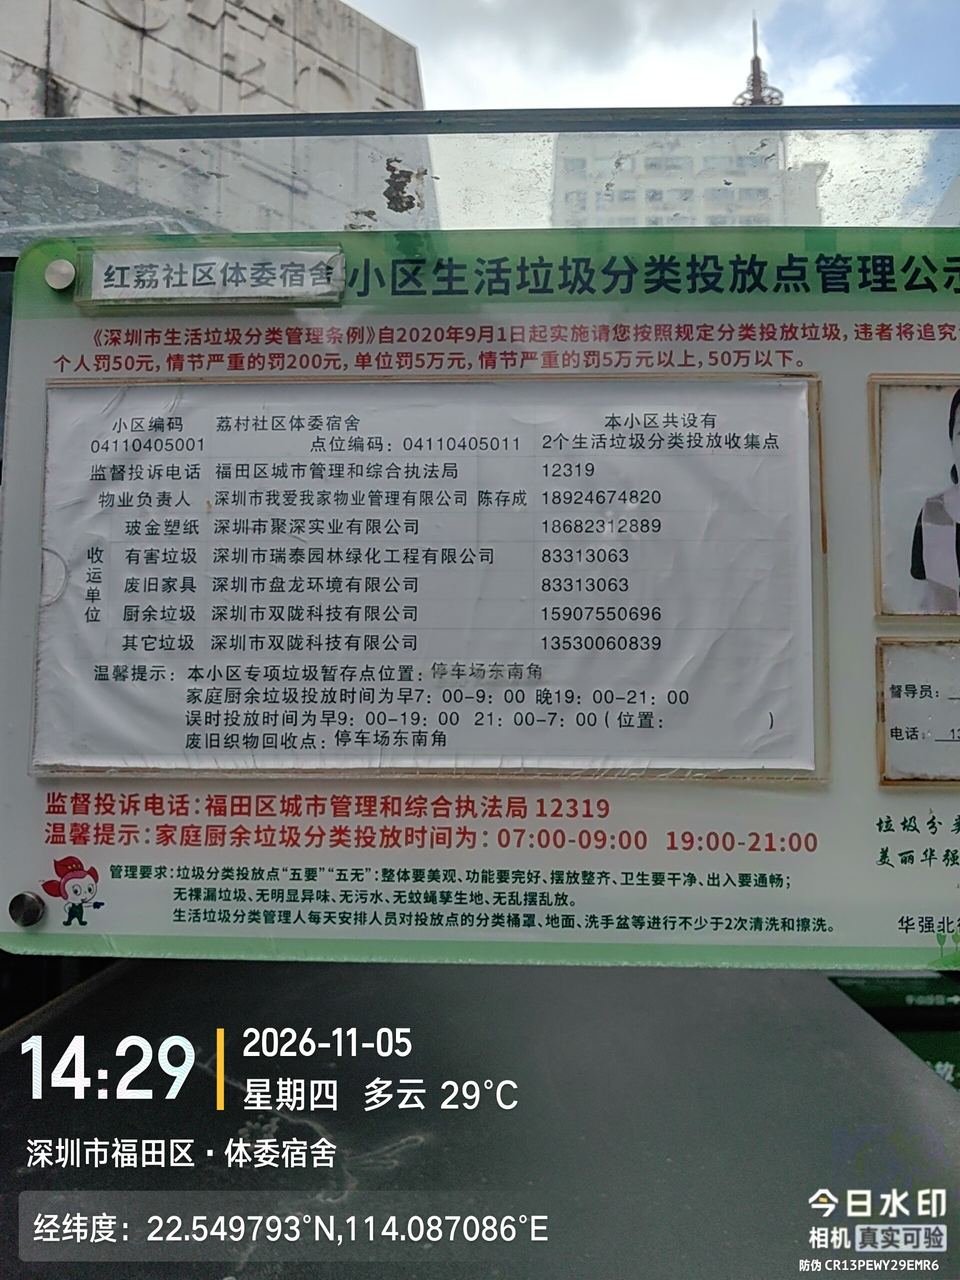 红荔社区体委宿舍 小区生活垃圾分类投放点管理公示
《深圳市生活垃圾分类管理条例》自2020年9月1日起实施请您按照规定分类投放垃圾,违者将追究
个人罚50元,情节严重的罚200元,单位罚5万元,情节严重的罚5万元以上,50万以下。
小区编码 荔村社区体委宿舍 本小区共设有
04110405001 点位编码:04110405011 2个生活垃圾分类投放收集点
监督投诉电话 福田区城市管理和综合执法局 12319
物业负责人 深圳市我爱我家物业管理有限公司 陈存成 18924674820
收运单位
玻金塑纸 深圳市聚深实业有限公司 18682312889
有害垃圾 深圳市瑞泰园林绿化工程有限公司 83313063
废旧家具 深圳市盘龙环境有限公司 83313063
厨余垃圾 深圳市双陇科技有限公司 15907550696
其它垃圾 深圳市双陇科技有限公司 13530060839
温馨提示:本小区专项垃圾暂存点位置:停车场东南角
家庭厨余垃圾投放时间为早7:00-9:00 晚19:00-21:00
误时投放时间为早9:00-19:00 21:00-7:00(位置: )
废旧织物回收点:停车场东南角
督导员:
电话:13
监督投诉电话:福田区城市管理和综合执法局 12319
温馨提示:家庭厨余垃圾分类投放时间为:07:00-09:00 19:00-21:00
垃圾分类
美丽华强
管理要求:垃圾分类投放点“五要”“五无”:整体要美观、功能要完好、摆放整齐、卫生要干净、出入要通畅;
无裸漏垃圾、无明显异味、无污水、无蚊蝇孳生地、无乱摆乱放。
生活垃圾分类管理人每天安排人员对投放点的分类桶罩、地面、洗手盆等进行不少于2次清洗和擦洗。
华强北街
14:29
2026-11-05
星期四 多云 29°C
深圳市福田区·体委宿舍
经纬度:22.549793°N,114.087086°E
今日水印
相机 真实可验
防伪 CR13PEWY29EMR6